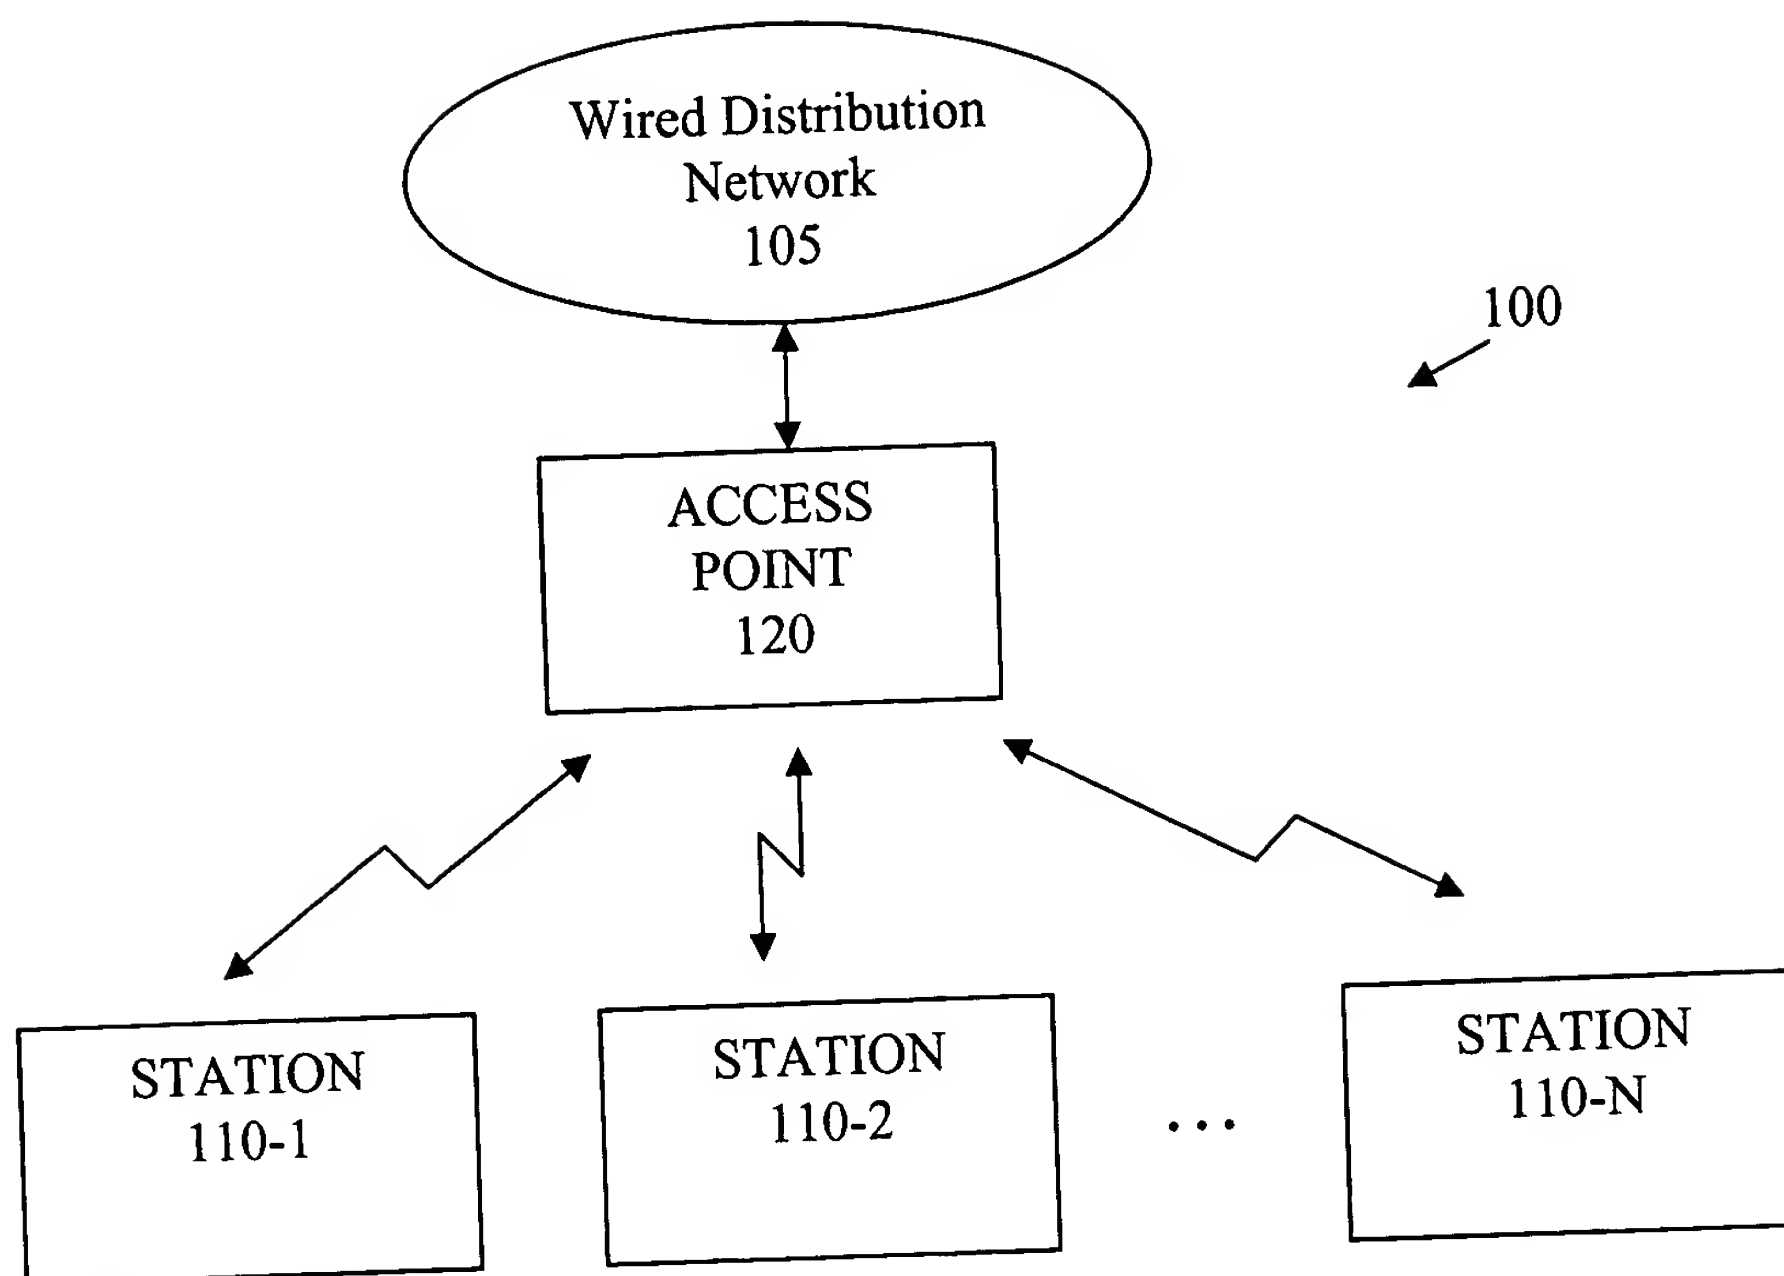 Wired Distribution
Network
105
100
ACCESS
POINT
120
STATION
110-1
STATION
110-2
...
STATION
110-N